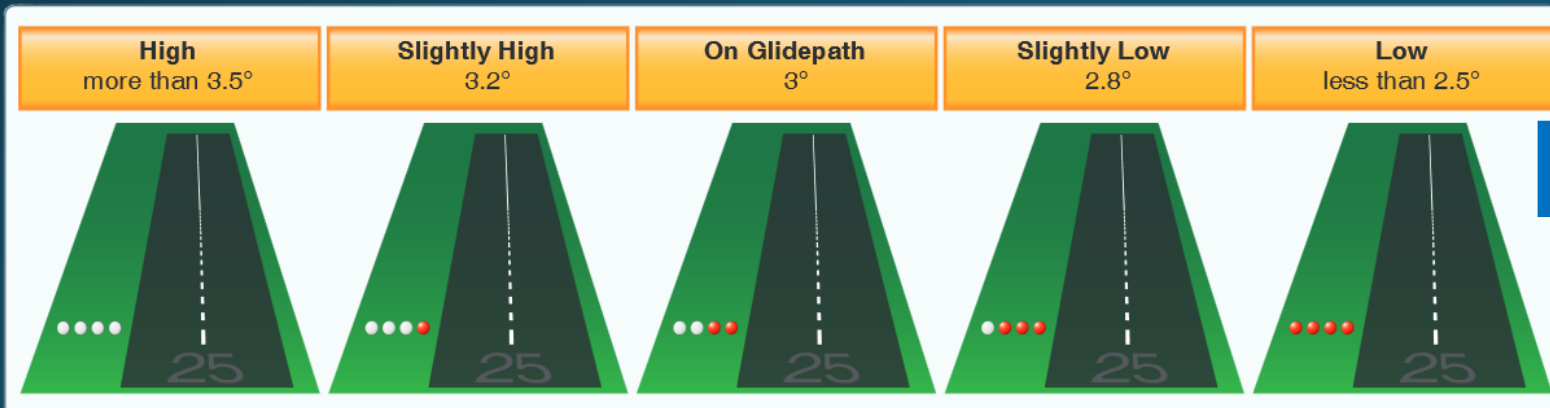 High
more than 3.5°
Slightly High
3.2°
On Glidepath
3°
Slightly Low
2.8°
Low
less than 2.5°
25
25
25
25
25